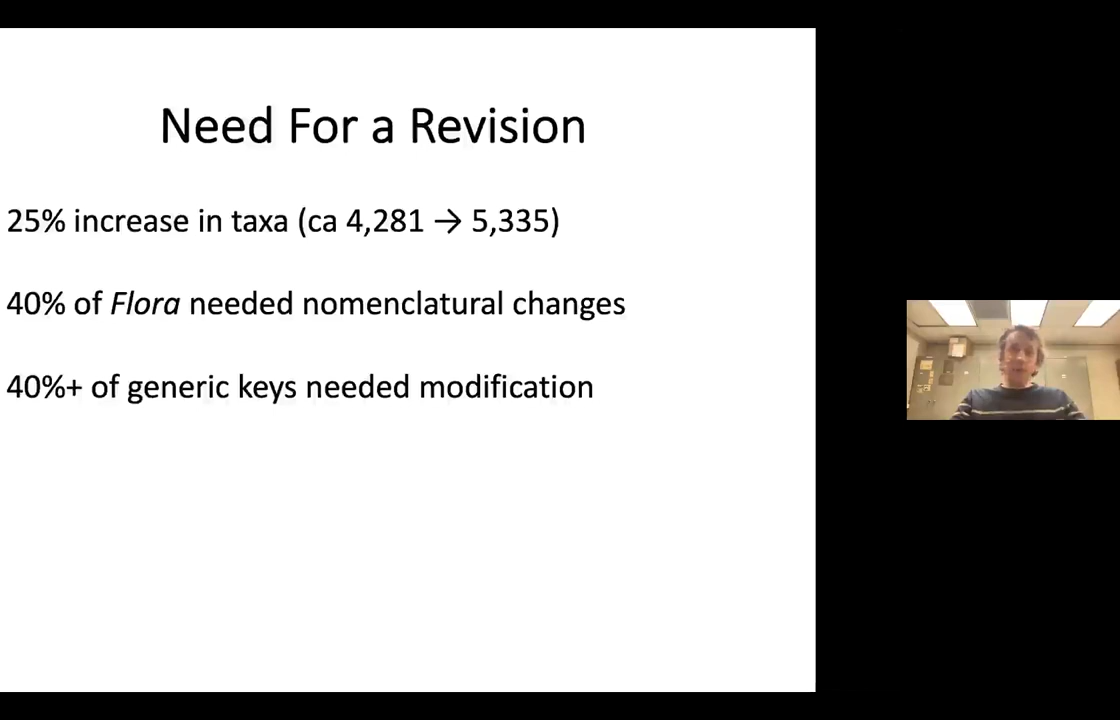 Need For a Revision
25% increase in taxa (ca 4,281 → 5,335)
40% of Flora needed nomenclatural changes
40%+ of generic keys needed modification